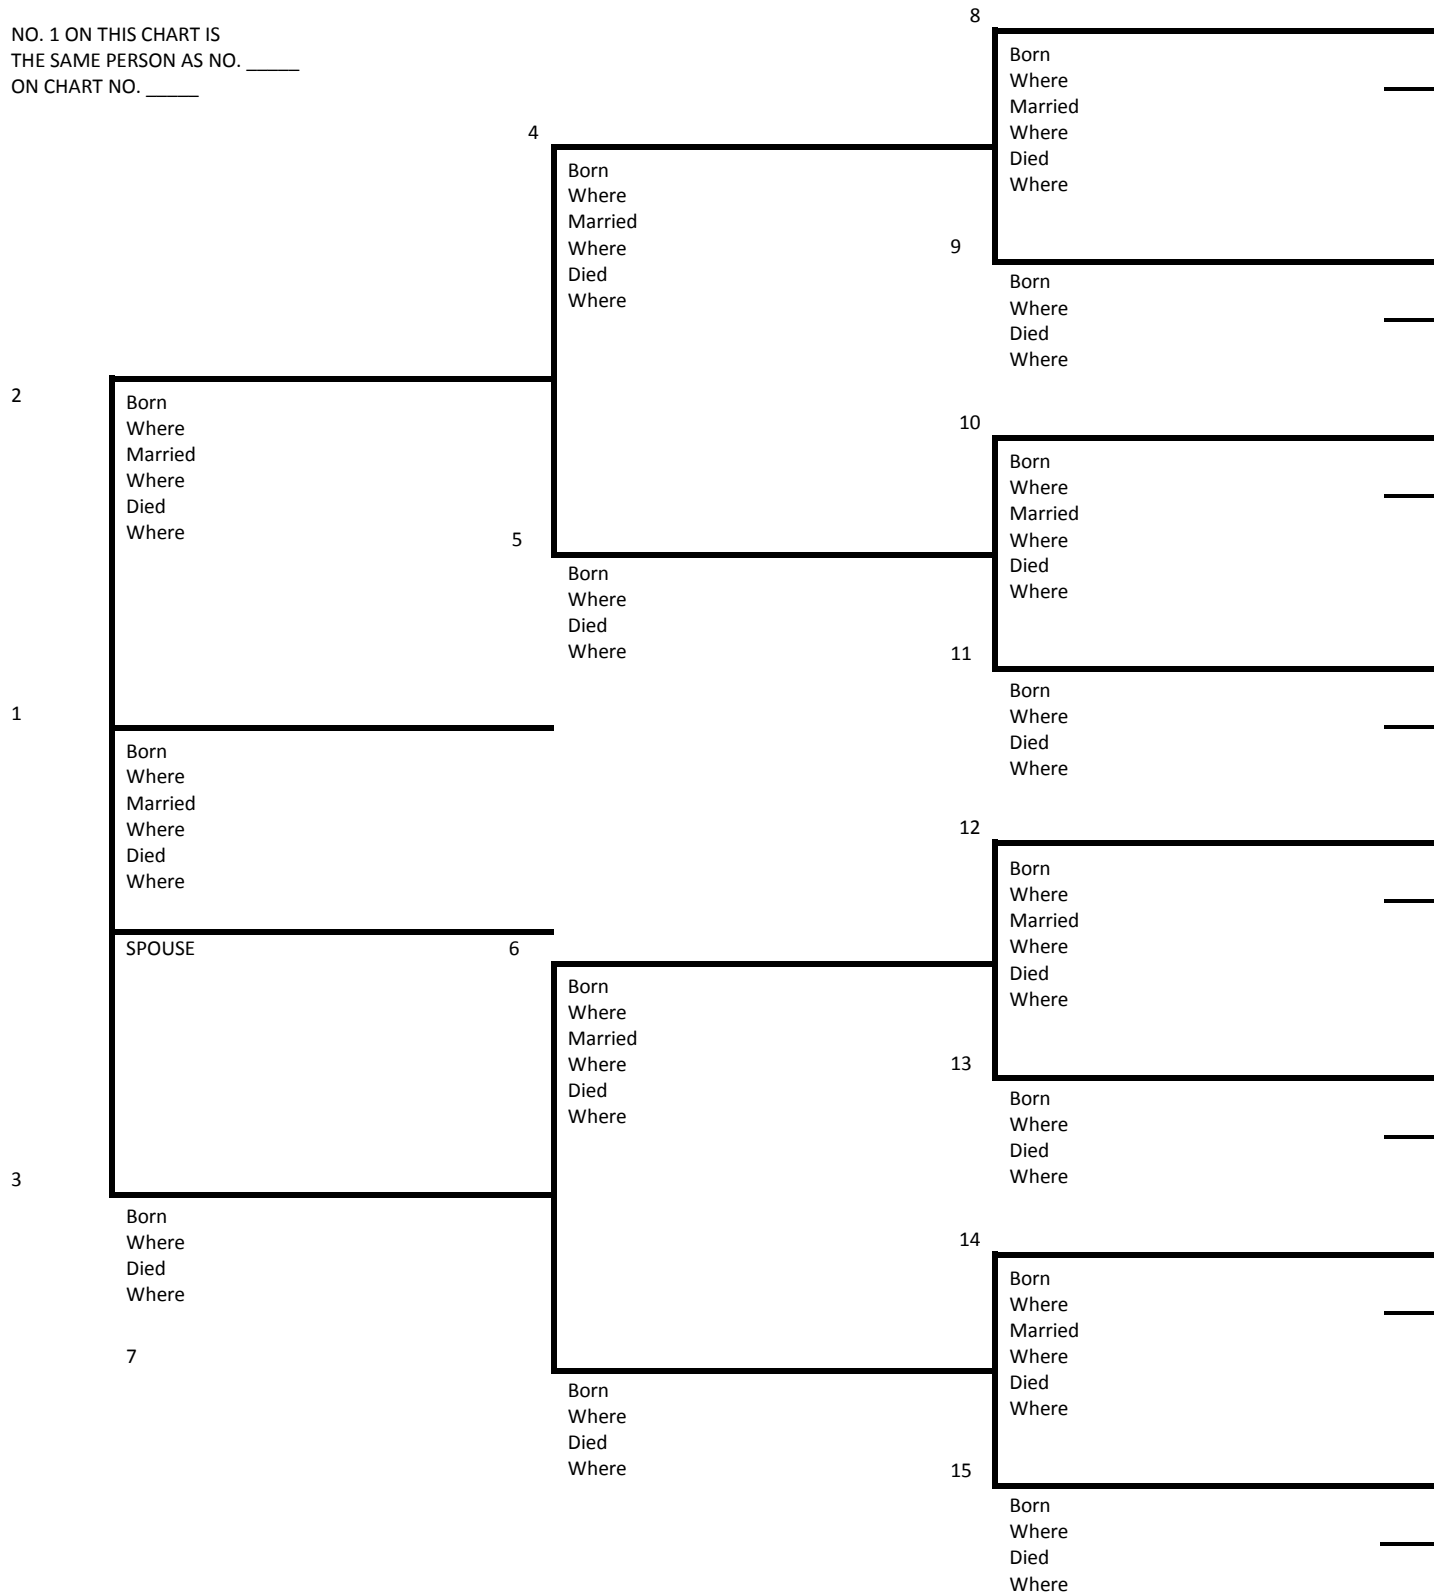 NO. 1 ON THIS CHART IS
THE SAME PERSON AS NO. _____
ON CHART NO. _____
2
Born
Where
Married
Where
Died
Where
1
Born
Where
Married
Where
Died
Where
SPOUSE
3
Born
Where
Died
Where
7
4
Born
Where
Married
Where
Died
Where
5
Born
Where
Died
Where
6
Born
Where
Married
Where
Died
Where
Born
Where
Died
Where
8
Born
Where
Married
Where
Died
Where
9
Born
Where
Died
Where
10
Born
Where
Married
Where
Died
Where
11
Born
Where
Died
Where
12
Born
Where
Married
Where
Died
Where
13
Born
Where
Died
Where
14
Born
Where
Married
Where
Died
Where
15
Born
Where
Died
Where